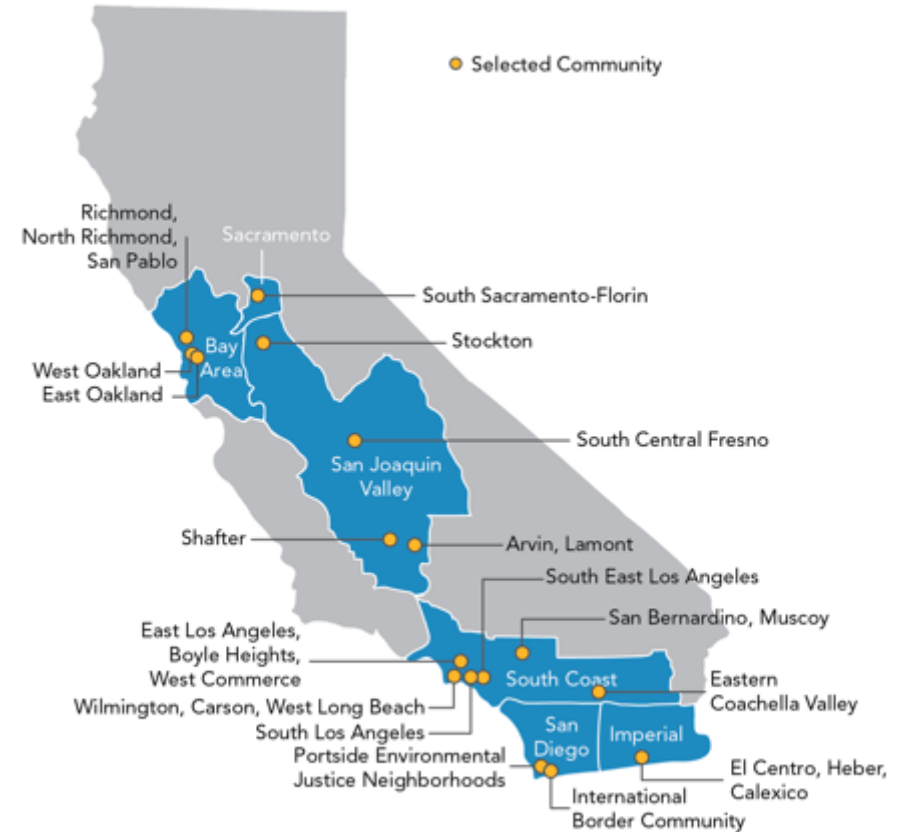 Selected Community
Richmond,
North Richmond,
San Pablo
Sacramento
South Sacramento-Florin
Bay
Area
Stockton
West Oakland
East Oakland
South Central Fresno
San Joaquin
Valley
Shafter
Arvin, Lamont
South East Los Angeles
San Bernardino, Muscoy
East Los Angeles,
Boyle Heights,
West Commerce
South Coast
Eastern
Coachella Valley
Wilmington, Carson, West Long Beach
South Los Angeles
San
Diego
Imperial
Portside Environmental
Justice Neighborhoods
El Centro, Heber,
Calexico
International
Border Community